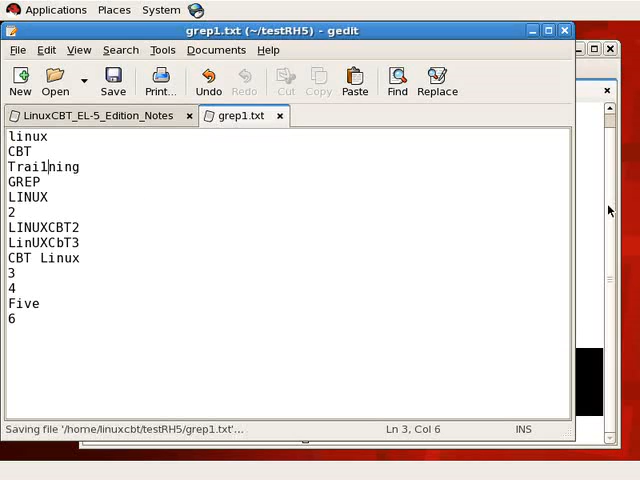 Applications Places System
grep1.txt (~/testRH5) - gedit
File Edit View Search Tools Documents Help
New Open Save Print... Undo Redo Cut Copy Paste Find Replace
LinuxCBT_EL-5_Edition_Notes grep1.txt
linux
CBT
Trai1ning
GREP
LINUX
2
LINUXCBT2
LinUXCbT3
CBT Linux
3
4
Five
6
Saving file '/home/linuxcbt/testRH5/grep1.txt'... Ln 3, Col 6 INS